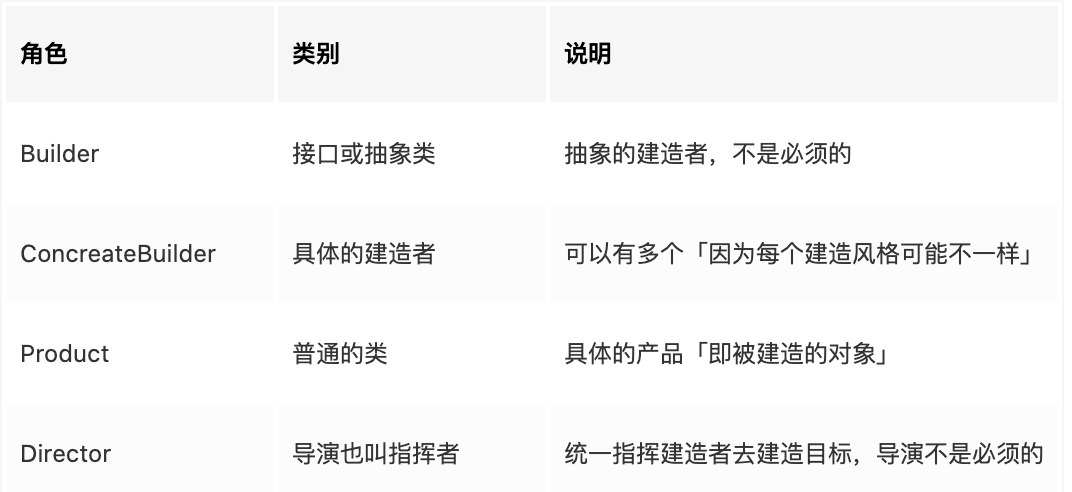 角色 类别 说明
Builder 接口或抽象类 抽象的建造者，不是必须的
ConcreateBuilder 具体的建造者 可以有多个「因为每个建造风格可能不一样」
Product 普通的类 具体的产品「即被建造的对象」
Director 导演也叫指挥者 统一指挥建造者去建造目标，导演不是必须的